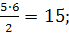 5·6/2 = 15;